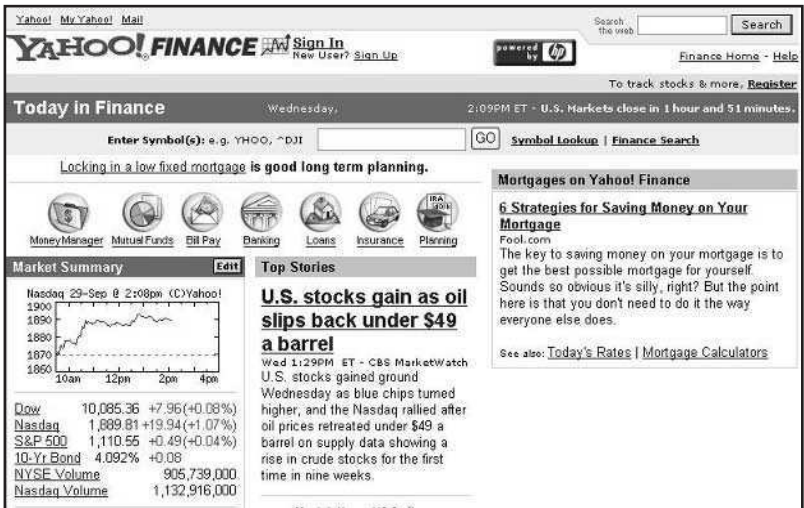 Yahoo! My Yahoo! Mail
Search the web
Search
YAHOO! FINANCE
Sign In
New User? Sign Up
powered by hp
Finance Home - Help
To track stocks & more, Register
Today in Finance
Wednesday,
2:09PM ET - U.S. Markets close in 1 hour and 51 minutes.
Enter Symbol(s): e.g. YHOO, ^DJI
GO
Symbol Lookup | Finance Search
Locking in a low fixed mortgage is good long term planning.
IRA
Money Manager
Mutual Funds
Bill Pay
Banking
Loans
Insurance
Planning
Market Summary
Edit
Nasdaq 29-Sep @ 2:08pm (C)Yahoo!
1900
1890
1880
1870
1860
10am 12pm 2pm 4pm
Dow 10,085.36 +7.96(+0.08%)
Nasdaq 1,889.81 +19.94(+1.07%)
S&P 500 1,110.55 +0.49(+0.04%)
10-Yr Bond 4.092% +0.08
NYSE Volume 905,739,000
Nasdaq Volume 1,132,916,000
Top Stories
U.S. stocks gain as oil
slips back under $49
a barrel
Wed 1:29PM ET - CBS MarketWatch
U.S. stocks gained ground
Wednesday as blue chips turned
higher, and the Nasdaq rallied after
oil prices retreated under $49 a
barrel on supply data showing a
rise in crude stocks for the first
time in nine weeks.
Mortgages on Yahoo! Finance
6 Strategies for Saving Money on Your
Mortgage
Fool.com
The key to saving money on your mortgage is to
get the best possible mortgage for yourself.
Sounds so obvious it's silly, right? But the point
here is that you don't need to do it the way
everyone else does.
See also: Today's Rates | Mortgage Calculators